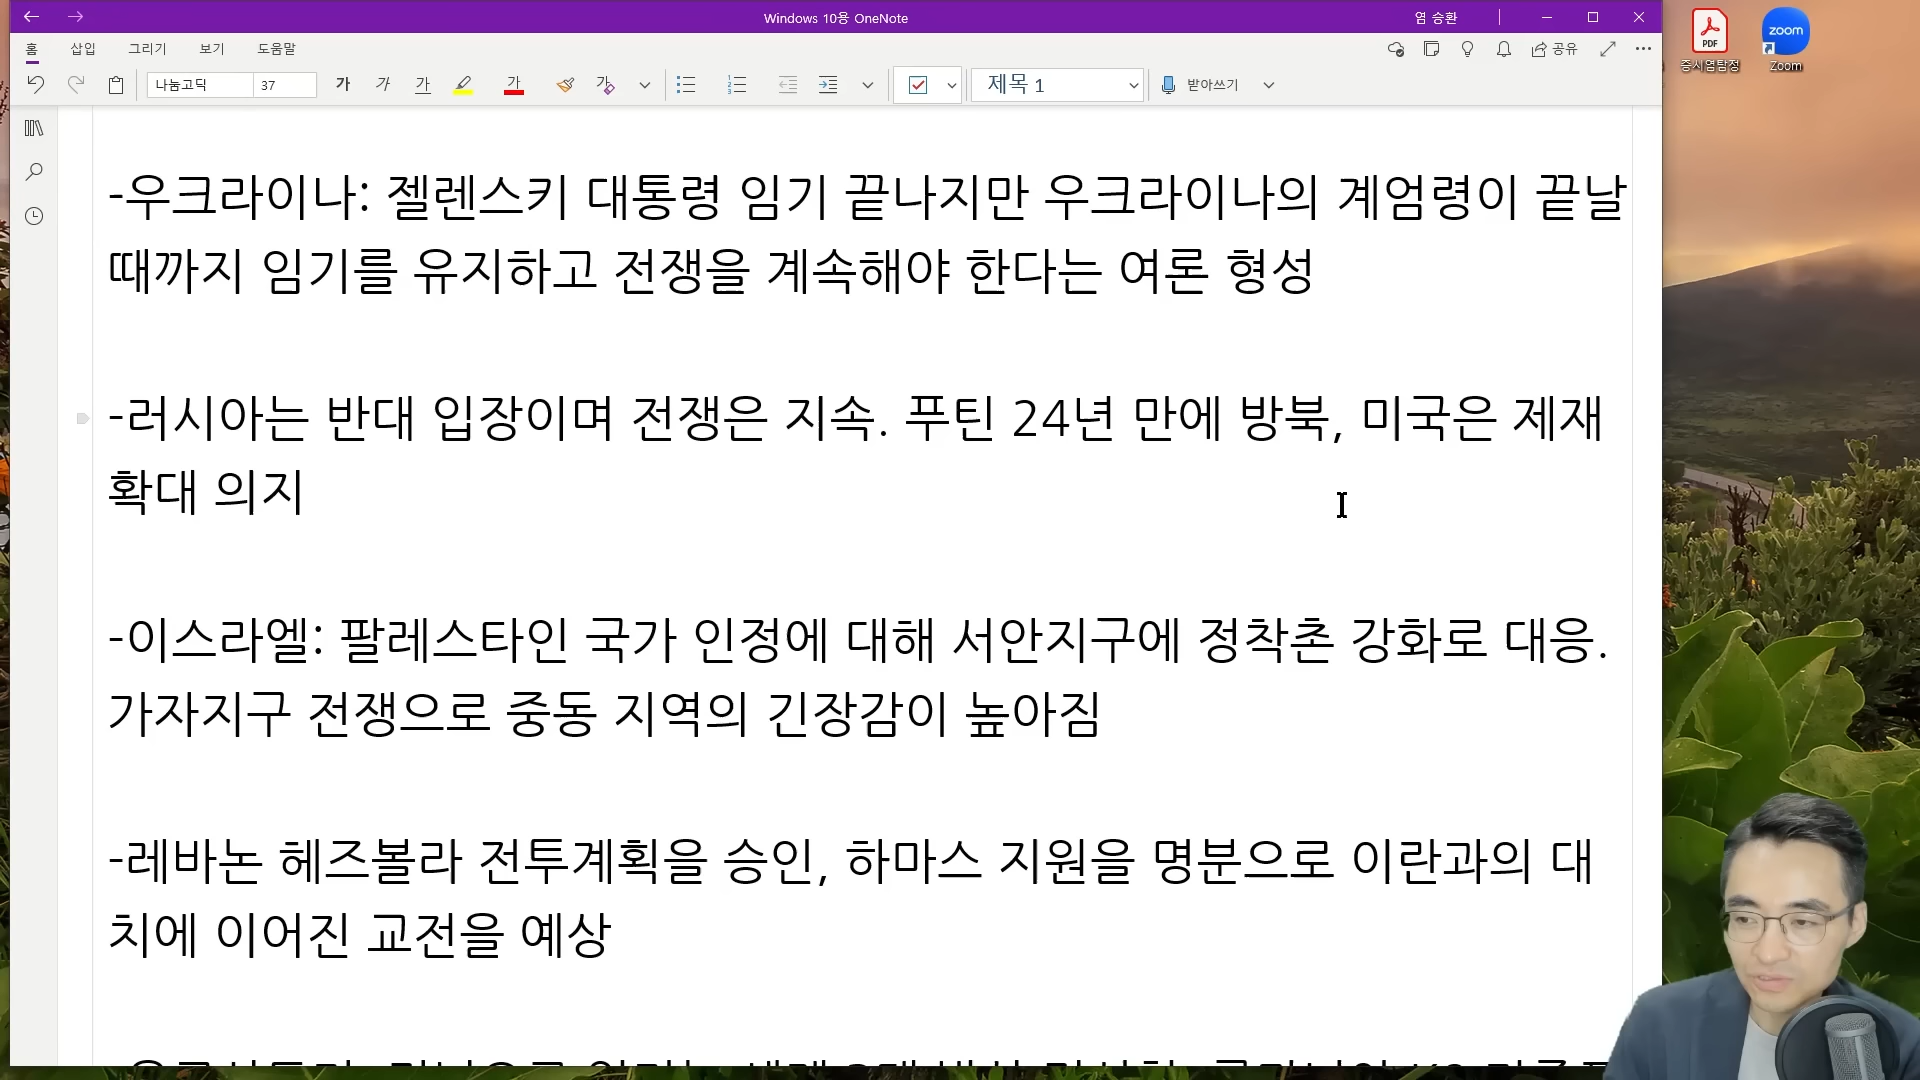 Windows 10용 OneNote
염 승환
홈 삽입 그리기 보기 도움말
공유
나눔고딕 37 가 가 가 가 가 제목 1 받아쓰기
-우크라이나: 젤렌스키 대통령 임기 끝나지만 우크라이나의 계엄령이 끝날
때까지 임기를 유지하고 전쟁을 계속해야 한다는 여론 형성
-러시아는 반대 입장이며 전쟁은 지속. 푸틴 24년 만에 방북, 미국은 제재
확대 의지
-이스라엘: 팔레스타인 국가 인정에 대해 서안지구에 정착촌 강화로 대응.
가자지구 전쟁으로 중동 지역의 긴장감이 높아짐
-레바논 헤즈볼라 전투계획을 승인, 하마스 지원을 명분으로 이란과의 대
치에 이어진 교전을 예상
PDF
증시염탐정
zoom
Zoom